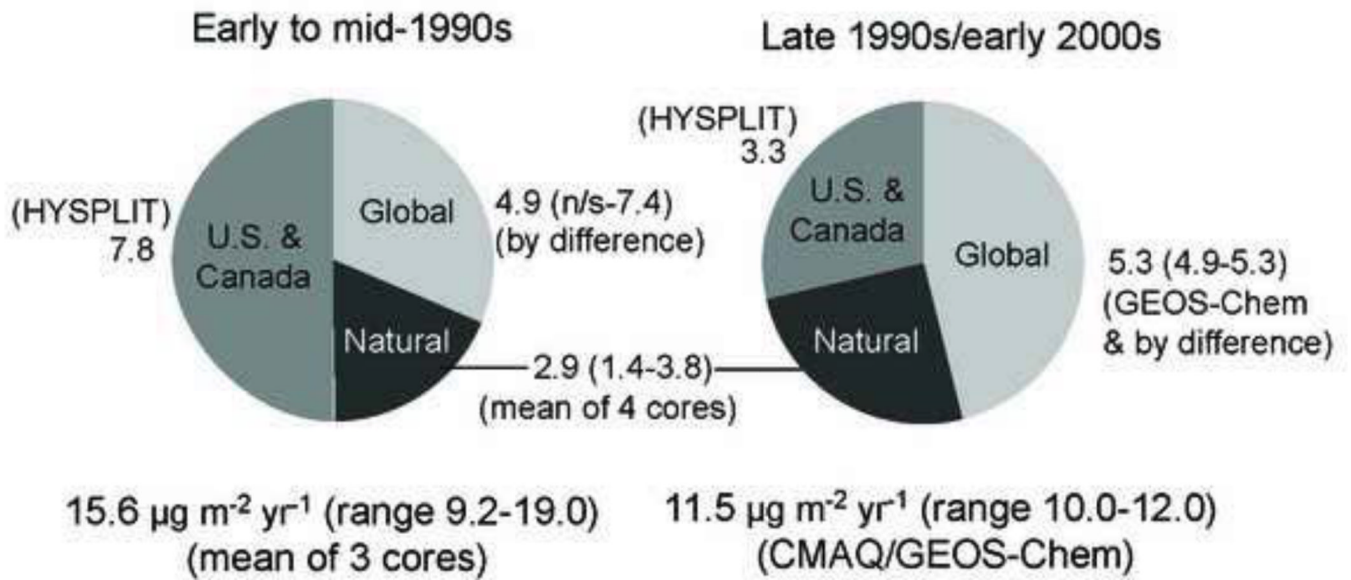 Early to mid-1990s
Late 1990s/early 2000s
(HYSPLIT)
7.8
U.S. &
Canada
Global
Natural
4.9 (n/s-7.4)
(by difference)
2.9 (1.4-3.8)
(mean of 4 cores)
(HYSPLIT)
3.3
U.S. &
Canada
Global
Natural
5.3 (4.9-5.3)
(GEOS-Chem
& by difference)
15.6 µg m⁻² yr⁻¹ (range 9.2-19.0)
(mean of 3 cores)
11.5 µg m⁻² yr⁻¹ (range 10.0-12.0)
(CMAQ/GEOS-Chem)